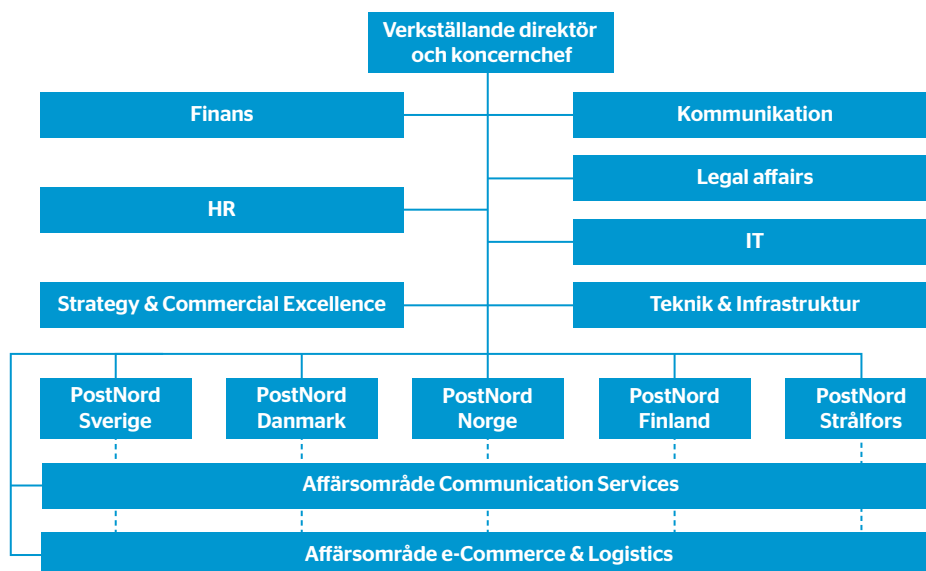 Verkställande direktör
och koncernchef
Finans
Kommunikation
Legal affairs
HR
IT
Strategy & Commercial Excellence
Teknik & Infrastruktur
PostNord
Sverige
PostNord
Danmark
PostNord
Norge
PostNord
Finland
PostNord
Strålfors
Affärsområde Communication Services
Affärsområde e-Commerce & Logistics